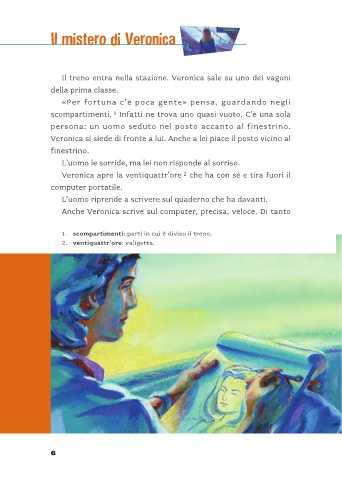 Il mistero di Veronica
Il treno entra nella stazione. Veronica sale su uno dei vagoni
della prima classe.
«Per fortuna c'è poca gente» pensa, guardando negli
scompartimenti. 1 Infatti ne trova uno quasi vuoto. C'è una sola
persona: un uomo seduto nel posto accanto al finestrino.
Veronica si siede di fronte a lui. Anche a lei piace il posto vicino al
finestrino.
L'uomo le sorride, ma lei non risponde al sorriso.
Veronica apre la ventiquattr'ore 2 che ha con sé e tira fuori il
computer portatile.
L'uomo riprende a scrivere sul quaderno che ha davanti.
Anche Veronica scrive sul computer, precisa, veloce. Di tanto
1. scompartimenti: parti in cui è diviso il treno.
2. ventiquattr'ore: valigetta.
6